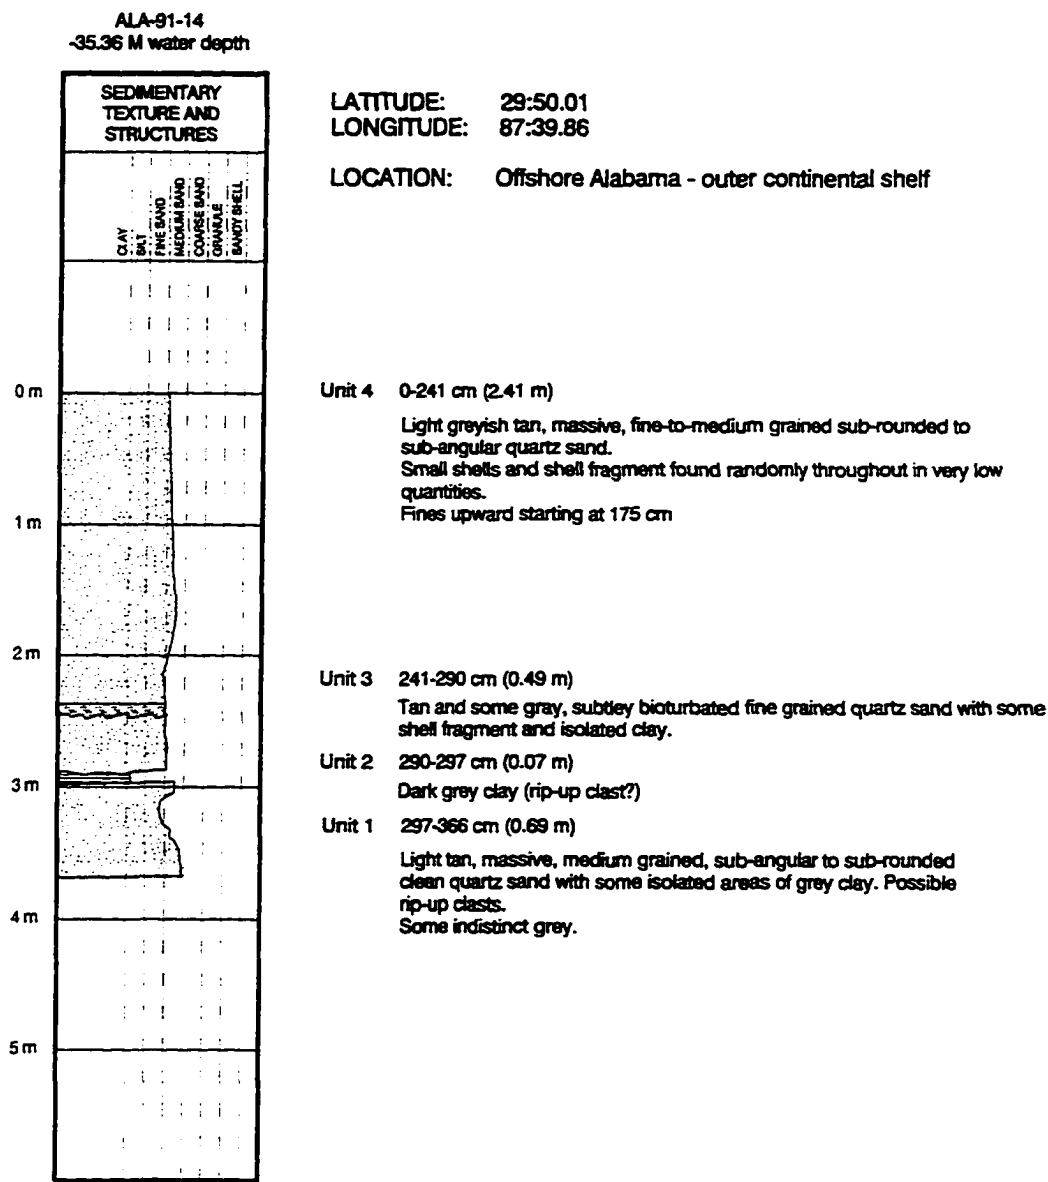 ALA-91-14
-35.36 M water depth
SEDIMENTARY
TEXTURE AND
STRUCTURES
CLAY
SILT
FINE SAND
MEDIUM SAND
COARSE SAND
GRANULE
SANDY SHELL
LATITUDE: 29:50.01
LONGITUDE: 87:39.86
LOCATION: Offshore Alabama - outer continental shelf
0 m
Unit 4 0-241 cm (2.41 m)
Light greyish tan, massive, fine-to-medium grained sub-rounded to
sub-angular quartz sand.
Small shells and shell fragment found randomly throughout in very low
quantities.
Fines upward starting at 175 cm
1 m
2 m
Unit 3 241-290 cm (0.49 m)
Tan and some gray, subtley bioturbated fine grained quartz sand with some
shell fragment and isolated clay.
Unit 2 290-297 cm (0.07 m)
Dark grey clay (rip-up clast?)
3 m
Unit 1 297-366 cm (0.69 m)
Light tan, massive, medium grained, sub-angular to sub-rounded
clean quartz sand with some isolated areas of grey clay. Possible
rip-up clasts.
Some indistinct grey.
4 m
5 m